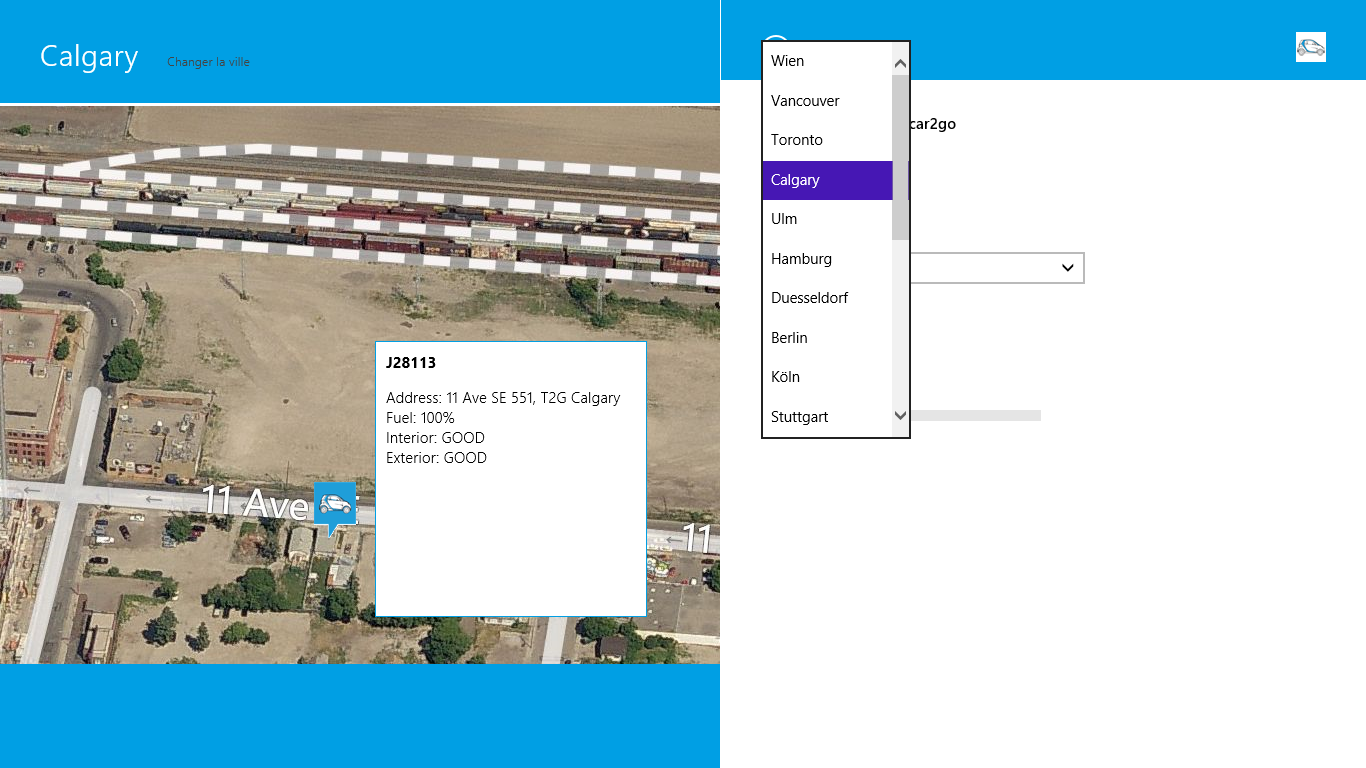 Calgary
Changer la ville
J28113
Address: 11 Ave SE 551, T2G Calgary
Fuel: 100%
Interior: GOOD
Exterior: GOOD
11 Ave
11
Wien
Vancouver
Toronto
Calgary
Ulm
Hamburg
Duesseldorf
Berlin
Köln
Stuttgart
car2go